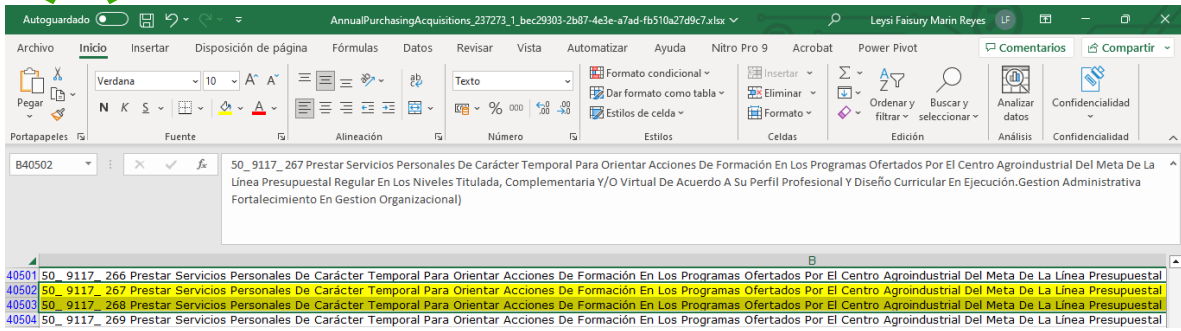 Autoguardado
AnnualPurchasingAcquisitions_237273_1_bec29303-2b87-4e3e-a7ad-fb510a27d9c7.xlsx
Leysi Faisury Marin Reyes LF
Archivo Inicio Insertar Disposición de página Fórmulas Datos Revisar Vista Automatizar Ayuda Nitro Pro 9 Acrobat Power Pivot Comentarios Compartir
Pegar
Verdana 10
N K S
Texto
% 000
Formato condicional
Dar formato como tabla
Estilos de celda
Insertar
Eliminar
Formato
Ordenar y filtrar
Buscar y seleccionar
Analizar datos
Confidencialidad
Portapapeles Fuente Alineación Número Estilos Celdas Edición Análisis Confidencialidad
B40502 fx 50_ 9117_ 267 Prestar Servicios Personales De Carácter Temporal Para Orientar Acciones De Formación En Los Programas Ofertados Por El Centro Agroindustrial Del Meta De La
Línea Presupuestal Regular En Los Niveles Titulada, Complementaria Y/O Virtual De Acuerdo A Su Perfil Profesional Y Diseño Curricular En Ejecución.Gestion Administrativa
Fortalecimiento En Gestion Organizacional)
B
40501 50_ 9117_ 266 Prestar Servicios Personales De Carácter Temporal Para Orientar Acciones De Formación En Los Programas Ofertados Por El Centro Agroindustrial Del Meta De La Línea Presupuestal
40502 50_ 9117_ 267 Prestar Servicios Personales De Carácter Temporal Para Orientar Acciones De Formación En Los Programas Ofertados Por El Centro Agroindustrial Del Meta De La Línea Presupuestal
40503 50_ 9117_ 268 Prestar Servicios Personales De Carácter Temporal Para Orientar Acciones De Formación En Los Programas Ofertados Por El Centro Agroindustrial Del Meta De La Línea Presupuestal
40504 50_ 9117_ 269 Prestar Servicios Personales De Carácter Temporal Para Orientar Acciones De Formación En Los Programas Ofertados Por El Centro Agroindustrial Del Meta De La Línea Presupuestal